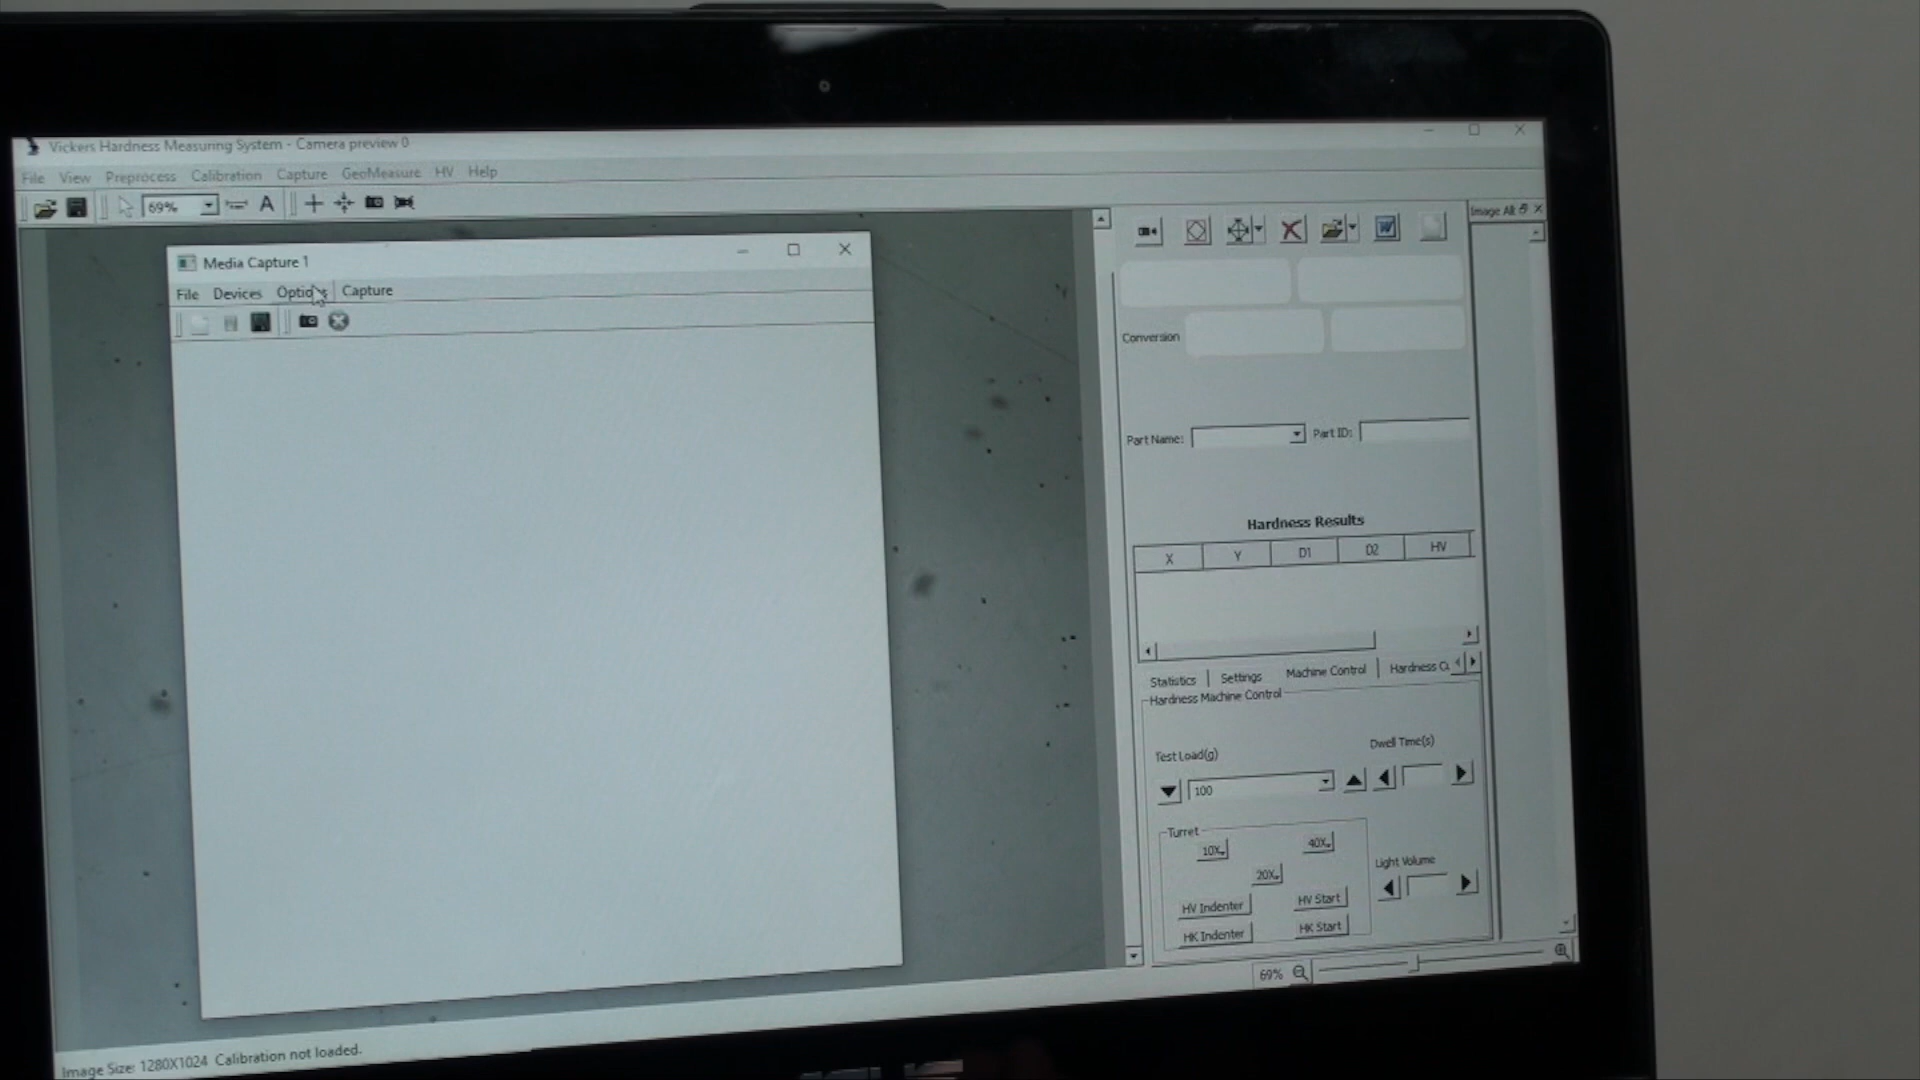 Vickers Hardness Measuring System - Camera preview 0
File View Preprocess Calibration Capture GeoMeasure HV Help
69% A
Image Alb
Media Capture 1
File Devices Options Capture
Conversion
Part Name: Part ID:
Hardness Results
X Y D1 D2 HV
Statistics Settings Machine Control Hardness
Hardness Machine Control
Test Load(g) Dwell Time(s)
100
Turret
10X 40X
20X
Light Volume
HV Indenter HV Start
HK Indenter HK Start
69%
Image Size: 1280X1024 Calibration not loaded.